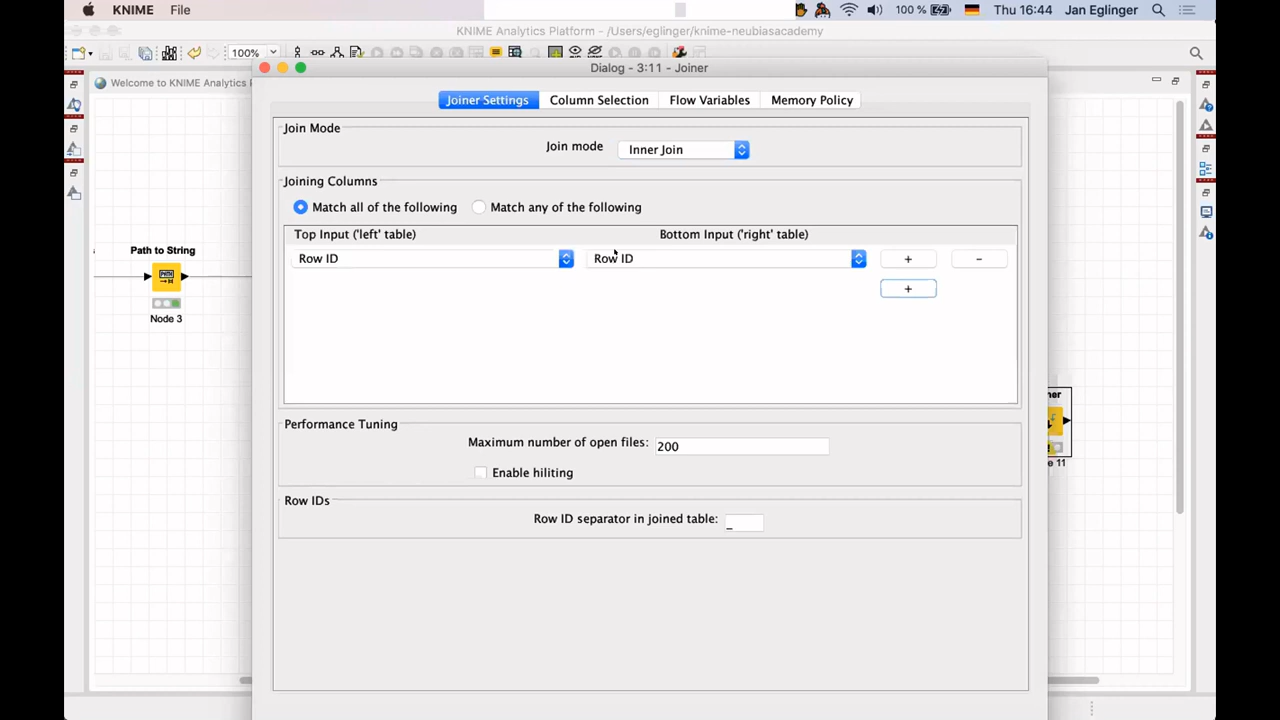 KNIME File 100 % Thu 16:44 Jan Eglinger
KNIME Analytics Platform - /Users/eglinger/knime-neubiasacademy
100%
Dialog - 3:11 - Joiner
Welcome to KNIME Analytics
Joiner Settings Column Selection Flow Variables Memory Policy
Join Mode
Join mode Inner Join
Joining Columns
Match all of the following Match any of the following
Top Input ('left' table) Bottom Input ('right' table)
Row ID Row ID + -
+
Path to String
Node 3
Performance Tuning
Maximum number of open files: 200
Enable hiliting
Row IDs
Row ID separator in joined table: _
ner
e 11